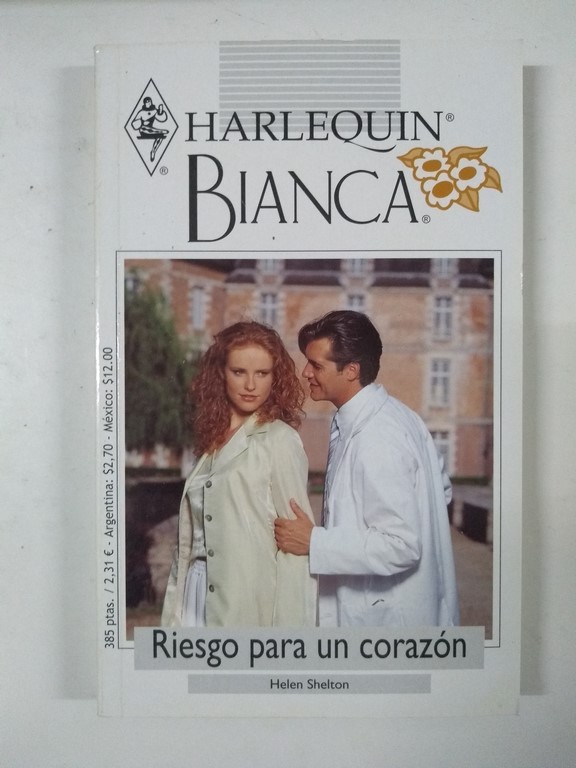 HARLEQUIN®
BIANCA®
®
385 ptas. / 2,31 € - Argentina: $2,70 - México: $12.00
Riesgo para un corazón
Helen Shelton